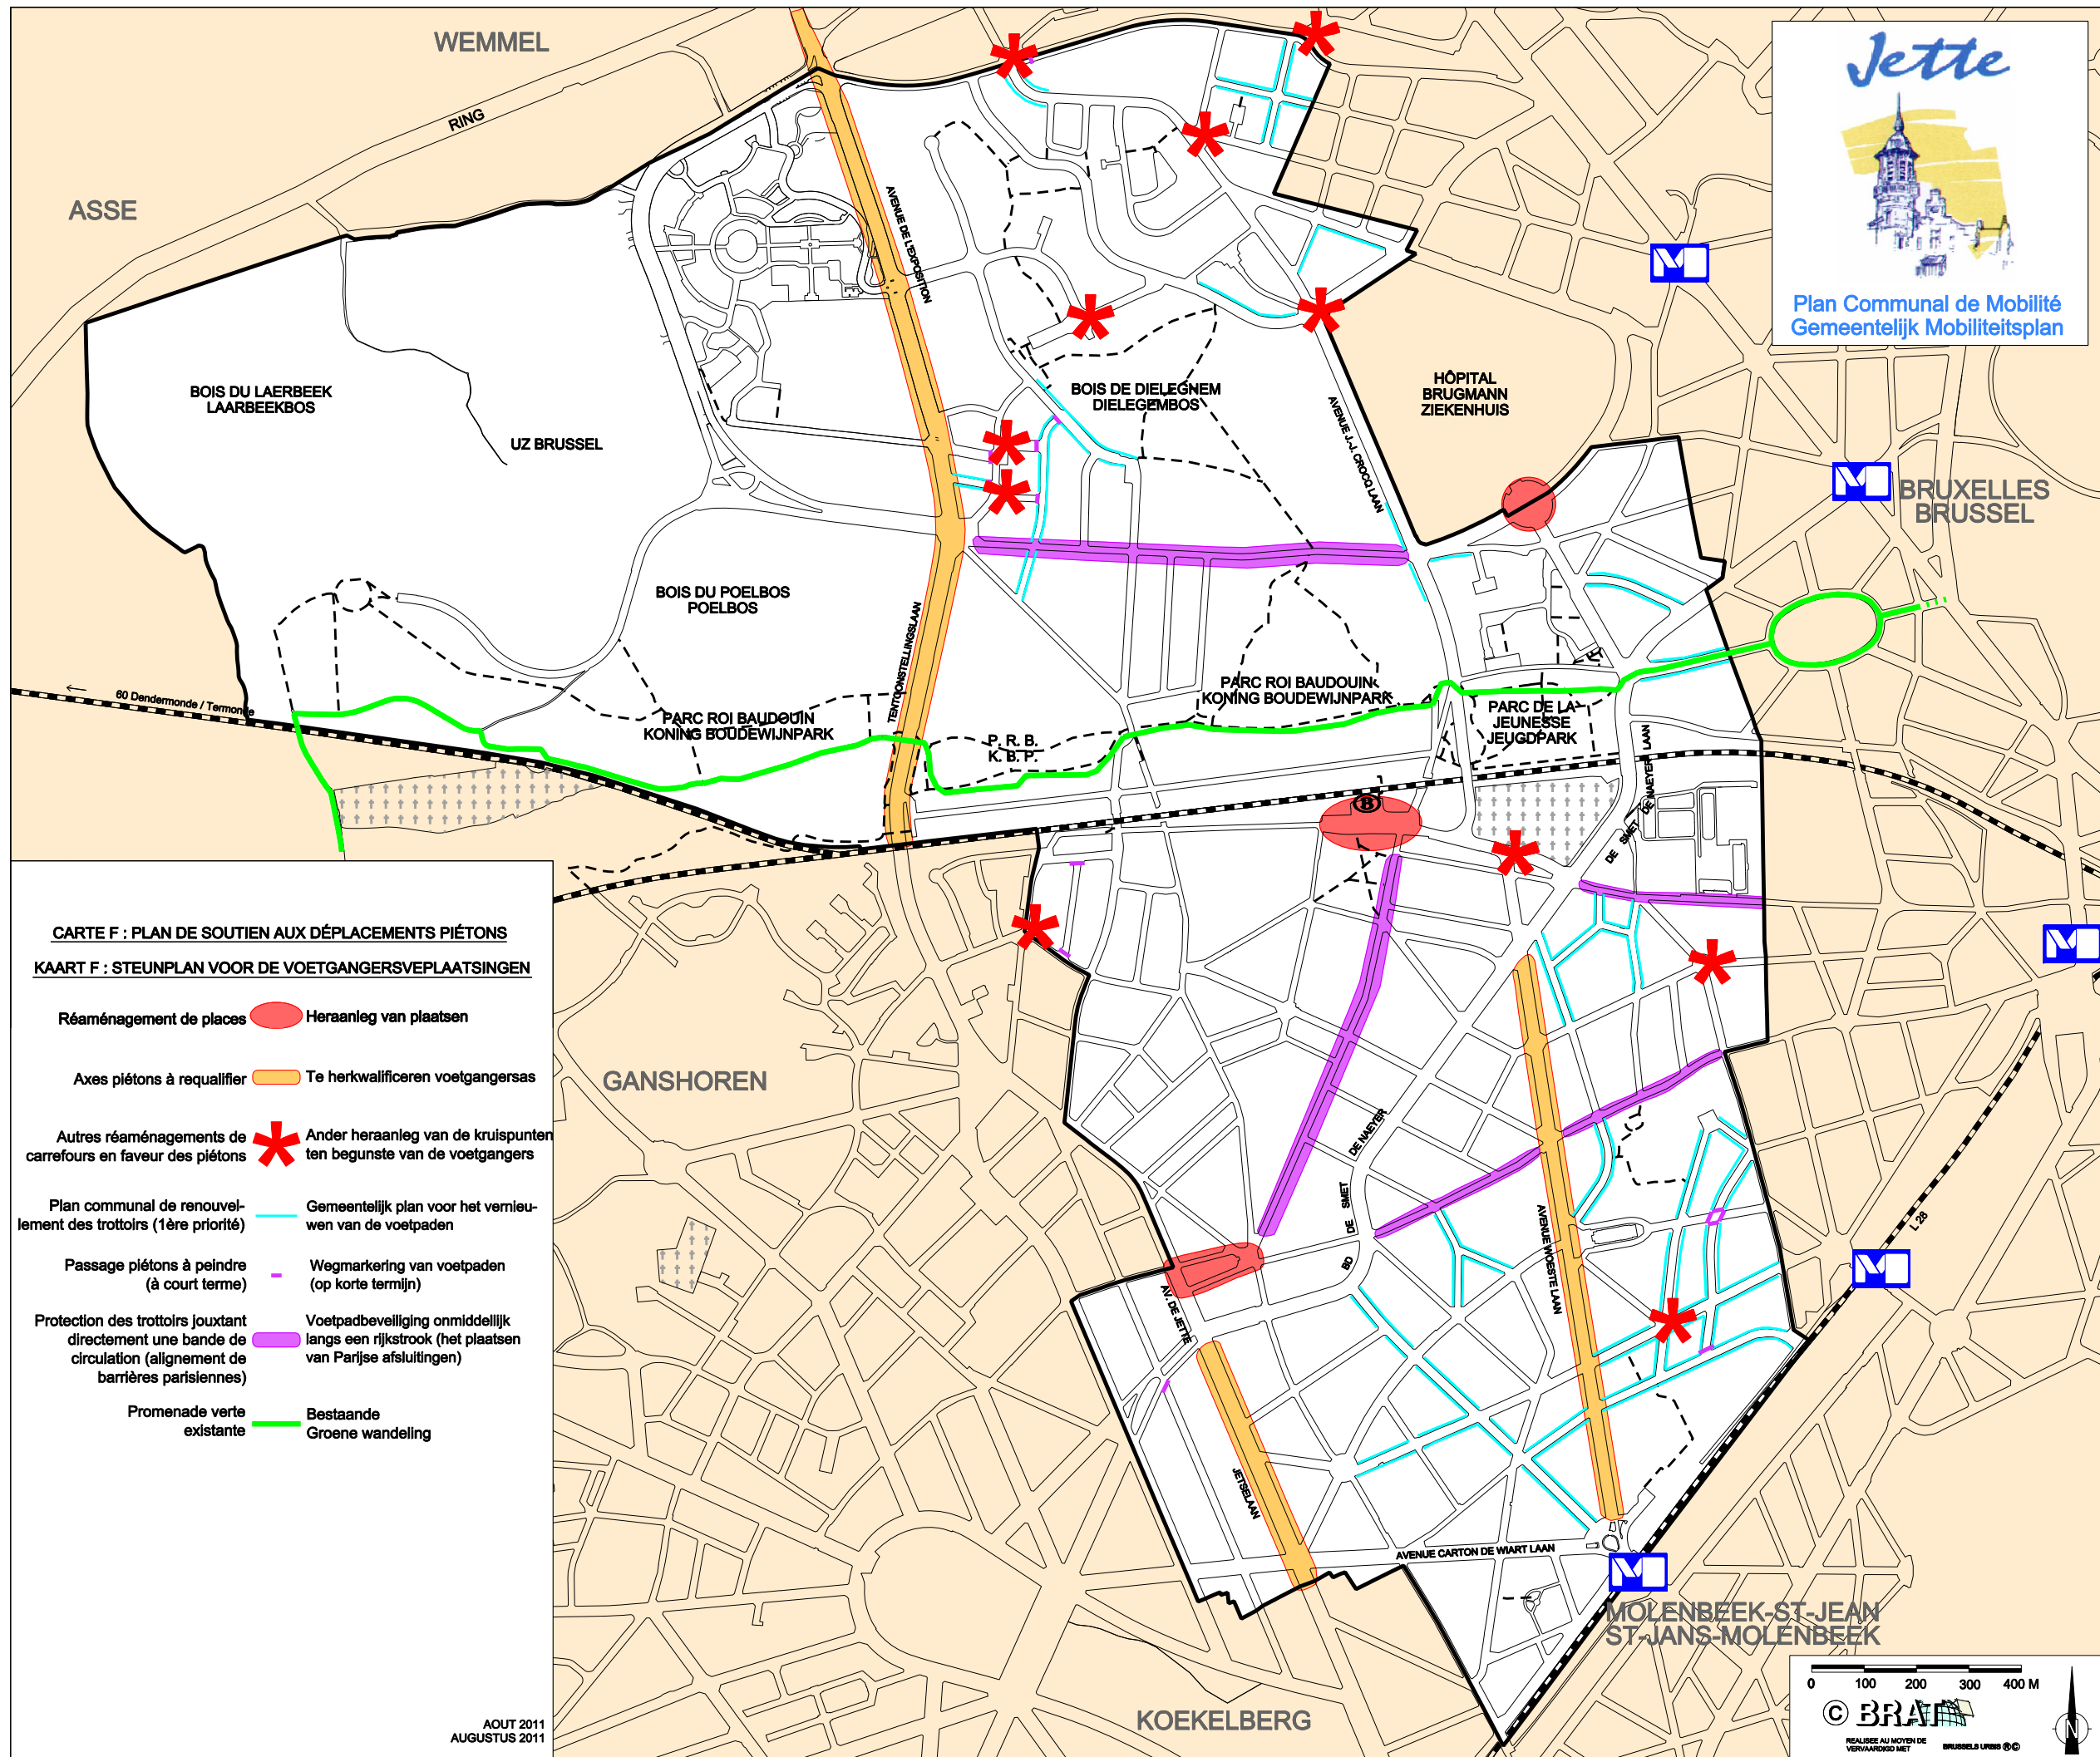 WEMMEL
RING
ASSE
Jette
Plan Communal de Mobilité
Gemeentelijk Mobiliteitsplan
AVENUE DE L'EXPOSITION
BOIS DU LAERBEEK
LAARBEEKBOS
UZ BRUSSEL
BOIS DE DIELEGNEM
DIELEGEMBOS
AVENUE J.-J. CROCQ LAAN
HÔPITAL
BRUGMANN
ZIEKENHUIS
BRUXELLES
BRUSSEL
BOIS DU POELBOS
POELBOS
TENTOONSTELLINGSLAAN
60 Dendermonde / Termonde
PARC ROI BAUDOUIN
KONING BOUDEWIJNPARK
P. R. B.
K. B. P.
PARC ROI BAUDOUIN
KONING BOUDEWIJNPARK
PARC DE LA
JEUNESSE
JEUGDPARK
B
DE SMET DE NAEYER LAAN
GANSHOREN
BD DE SMET DE NAEYER
AVENUE WOESTE LAAN
AV. DE JETTE
JETSELAAN
AVENUE CARTON DE WIART LAAN
L 28
MOLENBEEK-ST-JEAN
ST-JANS-MOLENBEEK
KOEKELBERG
CARTE F : PLAN DE SOUTIEN AUX DÉPLACEMENTS PIÉTONS
KAART F : STEUNPLAN VOOR DE VOETGANGERSVEPLAATSINGEN
Réaménagement de places
Heraanleg van plaatsen
Axes piétons à requalifier
Te herkwalificeren voetgangersas
Autres réaménagements de
carrefours en faveur des piétons
Ander heraanleg van de kruispunten
ten begunste van de voetgangers
Plan communal de renouvel-
lement des trottoirs (1ère priorité)
Gemeentelijk plan voor het vernieu-
wen van de voetpaden
Passage piétons à peindre
(à court terme)
Wegmarkering van voetpaden
(op korte termijn)
Protection des trottoirs jouxtant
directement une bande de
circulation (alignement de
barrières parisiennes)
Voetpadbeveiliging onmiddellijk
langs een rijkstrook (het plaatsen
van Parijse afsluitingen)
Promenade verte
existante
Bestaande
Groene wandeling
AOUT 2011
AUGUSTUS 2011
0 100 200 300 400 M
© BRAT
REALISEE AU MOYEN DE
VERVAARDIGD MET
BRUSSELS URBIS ®©
N